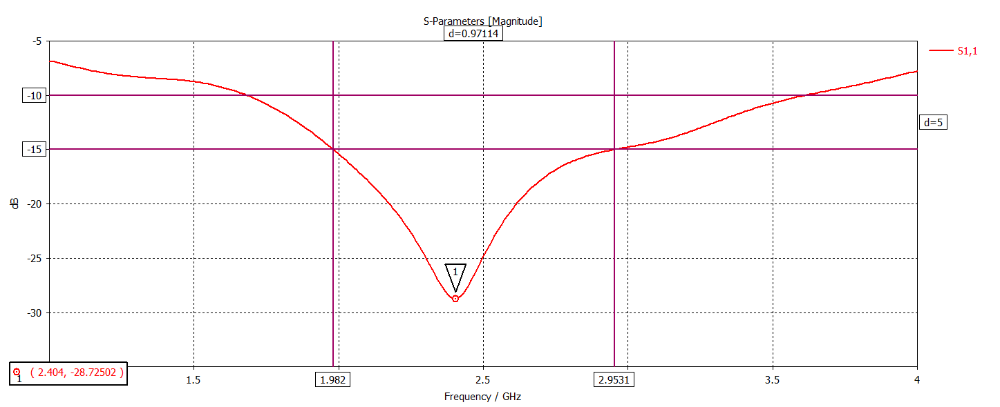 S-Parameters [Magnitude]
d=0.97114
S1,1
-5
-10
d=5
-15
dB
-20
-25
1
-30
( 2.404, -28.72502 )
1
1.5
1.982
2.5
2.9531
3.5
4
Frequency / GHz